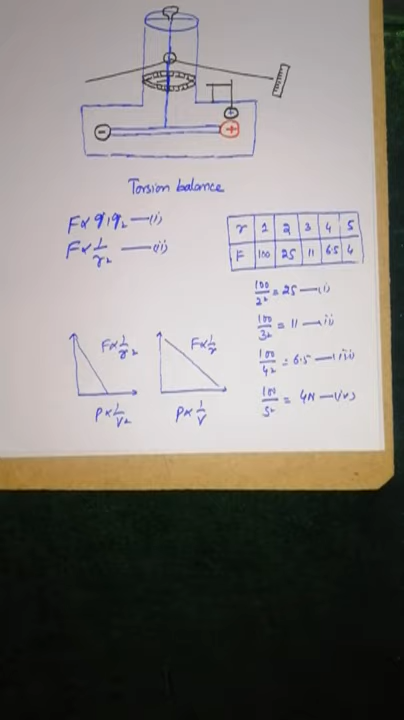 Torsion balance
F ∝ q₁q₂ —(i)
F ∝ 1/r² —(ii)
r 1 2 3 4 5
F 100 25 11 6.5 4
100/2² = 25 —(i)
100/3² = 11 —(ii)
100/4² = 6.5 —(iii)
100/5² = 4N —(iv)
F ∝ 1/r²
F ∝ 1/r
P ∝ 1/V²
P ∝ 1/V